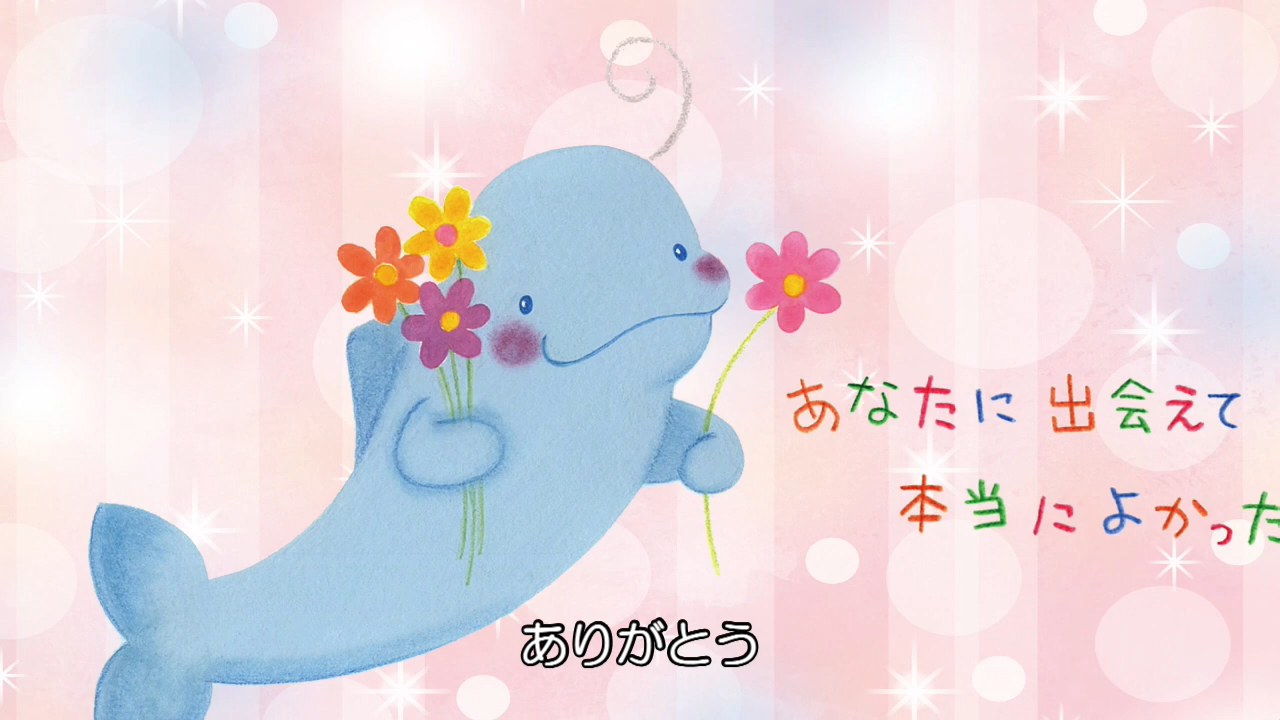 あなたに出会えて
本当によかった
ありがとう